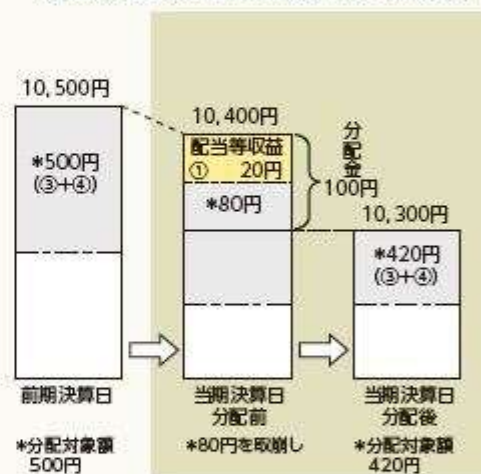 10,500円
*500円
(③+④)
前期決算日
*分配対象額
500円
10,400円
配当等収益
① 20円
*80円
分配金
100円
当期決算日
分配前
*80円を取崩し
10,300円
*420円
(③+④)
当期決算日
分配後
*分配対象額
420円